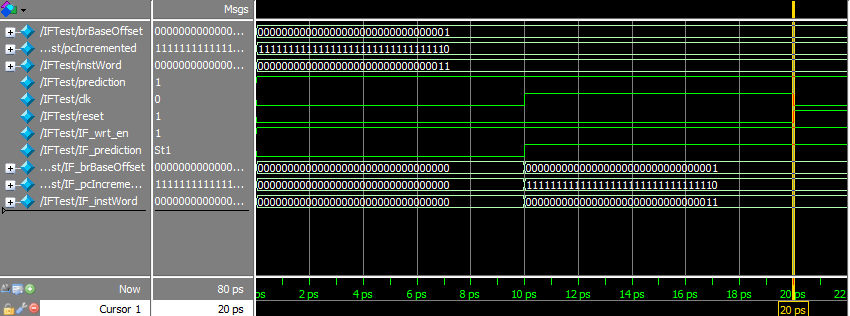 Msgs
/IFTest/brBaseOffset 0000000000000... 00000000000000000000000000000001
...st/pcIncremented 1111111111111... 11111111111111111111111111111110
/IFTest/instWord 0000000000000... 00000000000000000000000000000011
/IFTest/prediction 1
/IFTest/clk 0
/IFTest/reset 1
/IFTest/IF_wrt_en 1
/IFTest/IF_prediction St1
...st/IF_brBaseOffset 0000000000000... 00000000000000000000000000000000 00000000000000000000000000000001
...st/IF_pcIncreme... 1111111111111... 00000000000000000000000000000000 11111111111111111111111111111110
/IFTest/IF_instWord 0000000000000... 00000000000000000000000000000000 00000000000000000000000000000011
Now 80 ps ps 2 ps 4 ps 6 ps 8 ps 10 ps 12 ps 14 ps 16 ps 18 ps 20 ps 22
Cursor 1 20 ps 20 ps